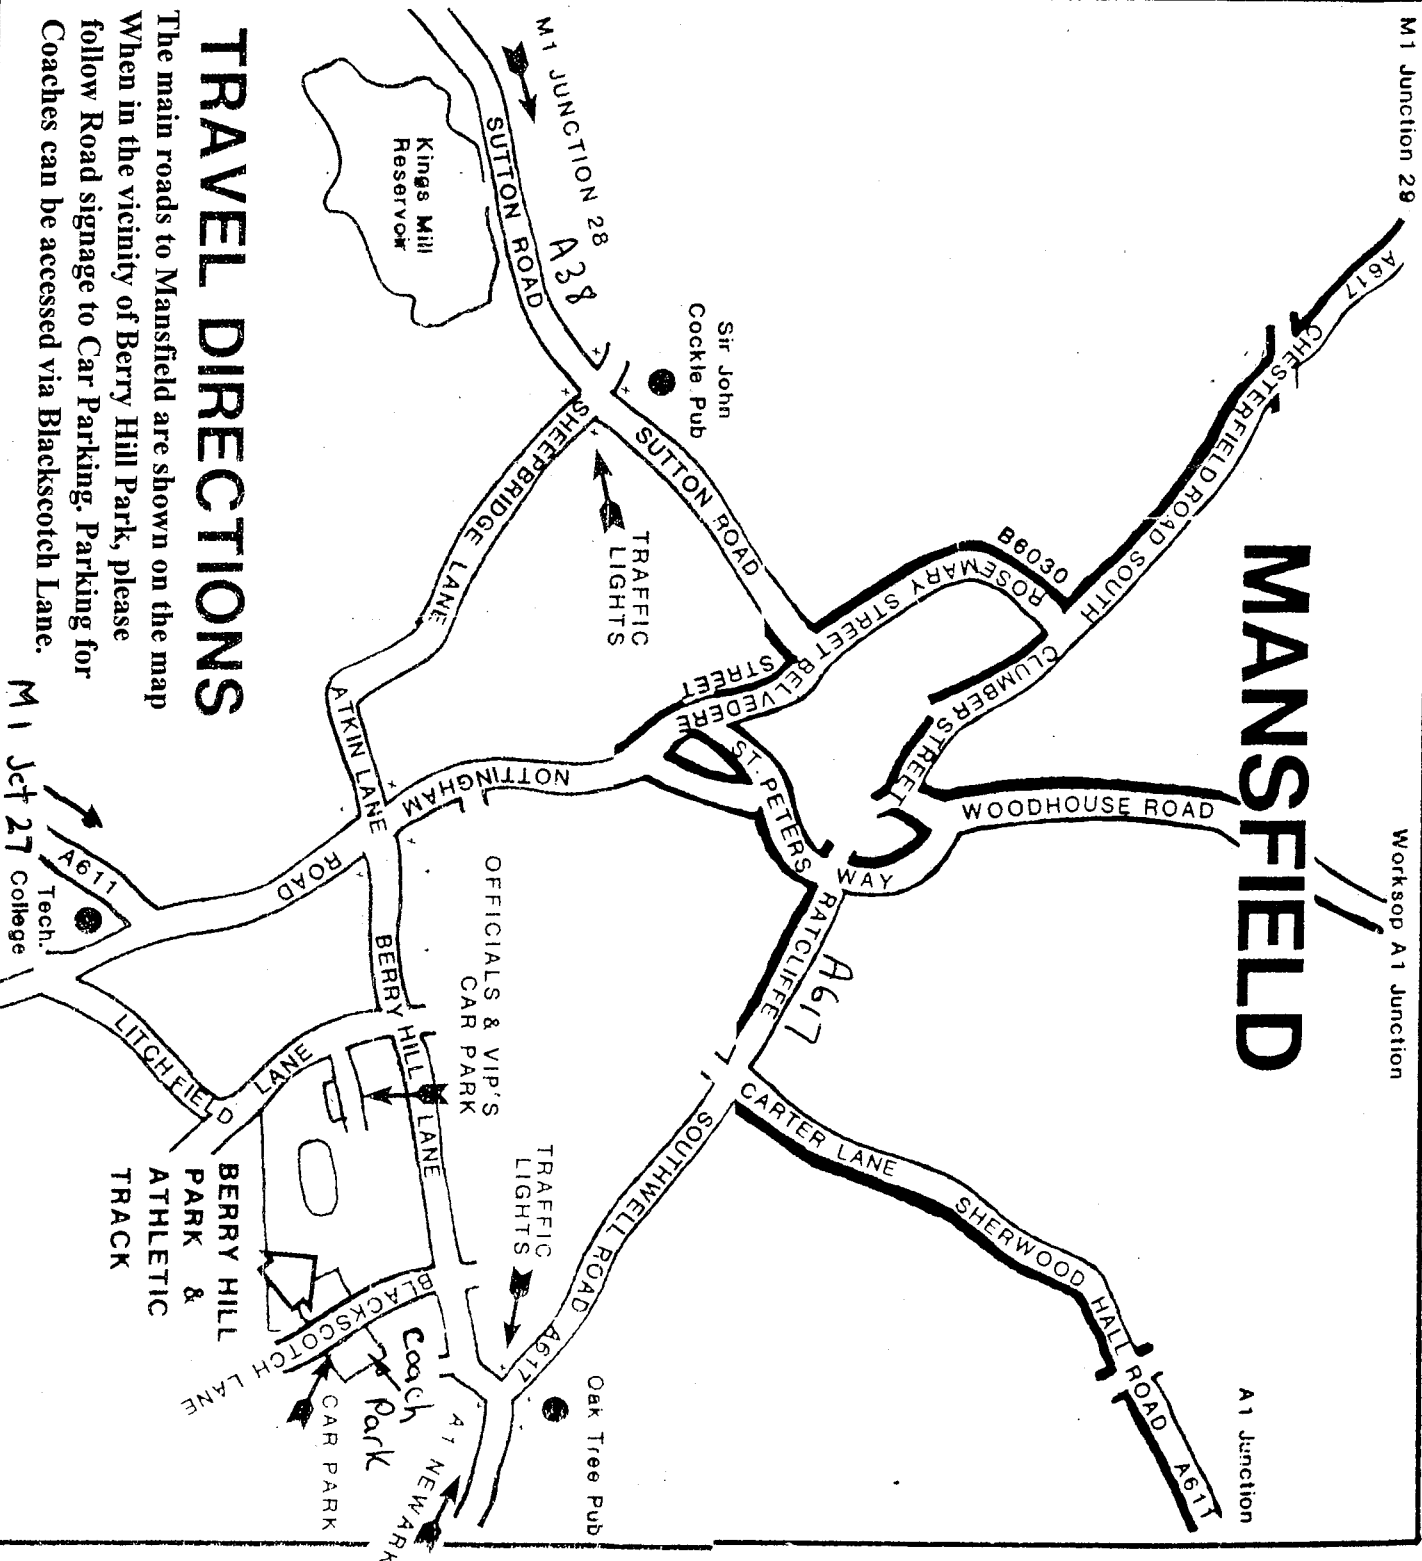 MANSFIELD
M1 Junction 29
Worksop A1 Junction
A1 Junction
A617
CHESTERFIELD ROAD SOUTH
B6030
ROSEMARY STREET
CLUMBER STREET
WOODHOUSE ROAD
BELVEDERE
STREET
ST. PETERS
WAY
RATCLIFFE
A617
CARTER LANE
SHERWOOD
HALL ROAD A611
SOUTHWELL ROAD A617
M1 JUNCTION 28
A38
SUTTON ROAD
Kings Mill
Reservoir
Sir John
Cockle Pub
SUTTON ROAD
TRAFFIC
LIGHTS
SHEEPBRIDGE LANE
ATKIN LANE
NOTTINGHAM
ROAD
OFFICIALS & VIP'S
CAR PARK
BERRY HILL LANE
LITCHFIELD
LANE
A611
Tech.
College
M1 Jct 27
TRAFFIC
LIGHTS
Oak Tree Pub
BERRY HILL
PARK &
ATHLETIC
TRACK
BLACKSCOTCH LANE
Coach
Park
CAR PARK
A1 NEWARK
TRAVEL DIRECTIONS
The main roads to Mansfield are shown on the map
When in the vicinity of Berry Hill Park, please
follow Road signage to Car Parking. Parking for
Coaches can be accessed via Blackscotch Lane.